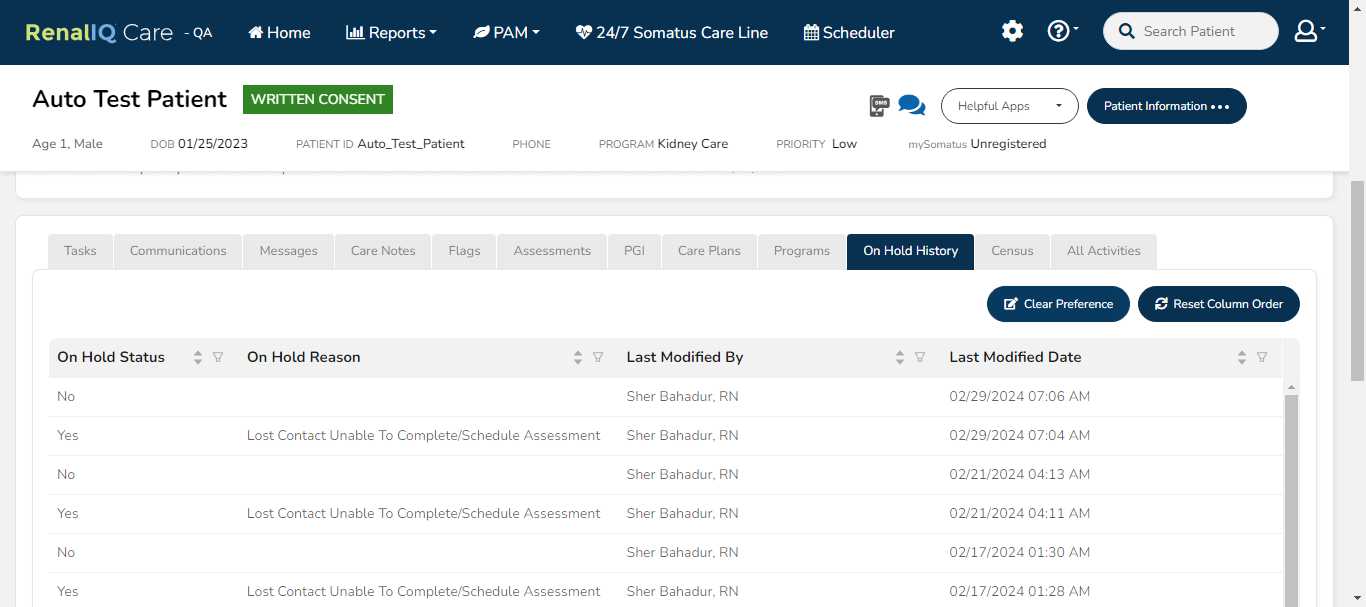 RenalIQ Care - QA Home Reports PAM 24/7 Somatus Care Line Scheduler Search Patient
Auto Test Patient WRITTEN CONSENT SMS Helpful Apps Patient Information
Age 1, Male DOB 01/25/2023 PATIENT ID Auto_Test_Patient PHONE PROGRAM Kidney Care PRIORITY Low mySomatus Unregistered
Tasks Communications Messages Care Notes Flags Assessments PGI Care Plans Programs On Hold History Census All Activities
Clear Preference Reset Column Order
On Hold Status On Hold Reason Last Modified By Last Modified Date
No Sher Bahadur, RN 02/29/2024 07:06 AM
Yes Lost Contact Unable To Complete/Schedule Assessment Sher Bahadur, RN 02/29/2024 07:04 AM
No Sher Bahadur, RN 02/21/2024 04:13 AM
Yes Lost Contact Unable To Complete/Schedule Assessment Sher Bahadur, RN 02/21/2024 04:11 AM
No Sher Bahadur, RN 02/17/2024 01:30 AM
Yes Lost Contact Unable To Complete/Schedule Assessment Sher Bahadur, RN 02/17/2024 01:28 AM